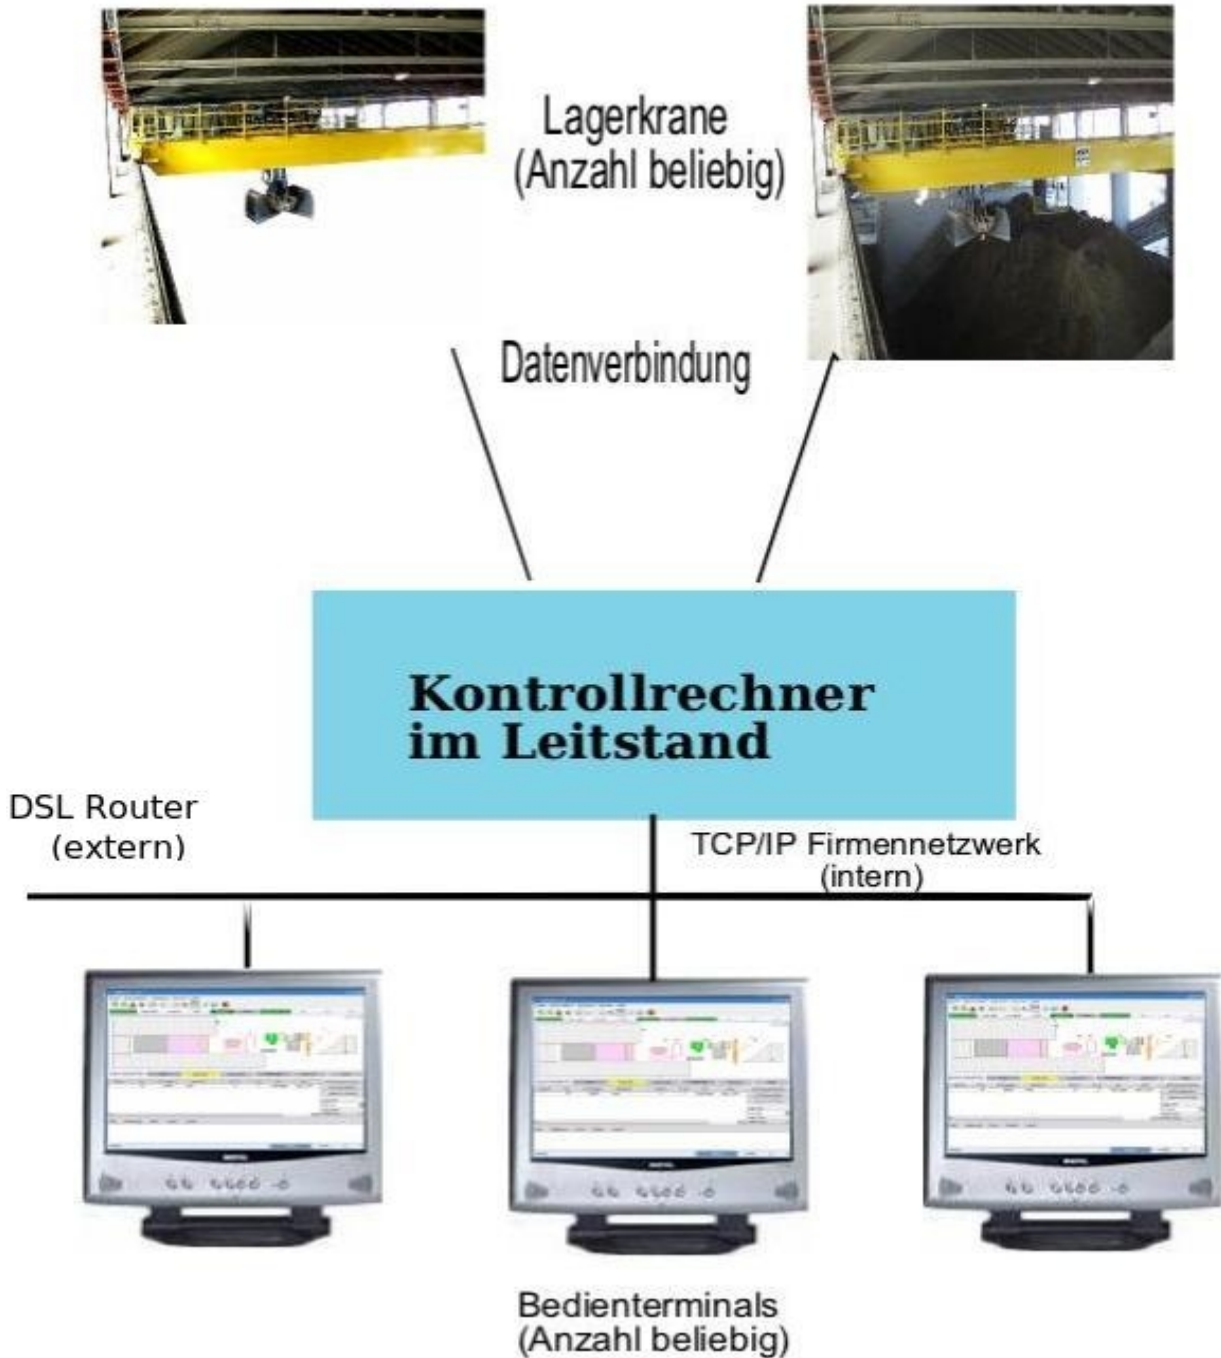 Lagerkrane
(Anzahl beliebig)
Datenverbindung
Kontrollrechner
im Leitstand
DSL Router
(extern)
TCP/IP Firmennetzwerk
(intern)
Bedienterminals
(Anzahl beliebig)